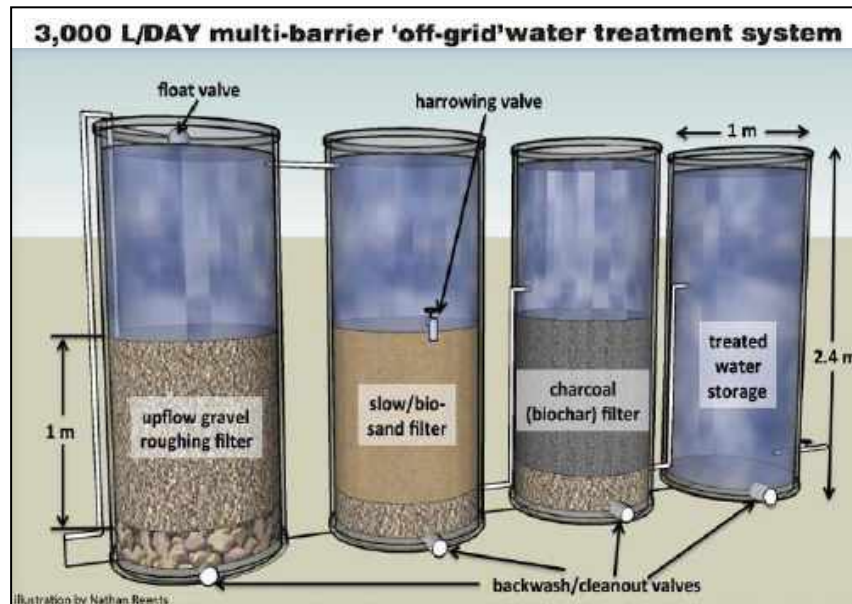 3,000 L/DAY multi-barrier ‘off-grid’water treatment system
float valve
harrowing valve
1 m
upflow gravel
roughing filter
1 m
slow/bio-
sand filter
charcoal
(biochar) filter
treated
water
storage
2.4 m
backwash/cleanout valves
illustration by Nathan Reents